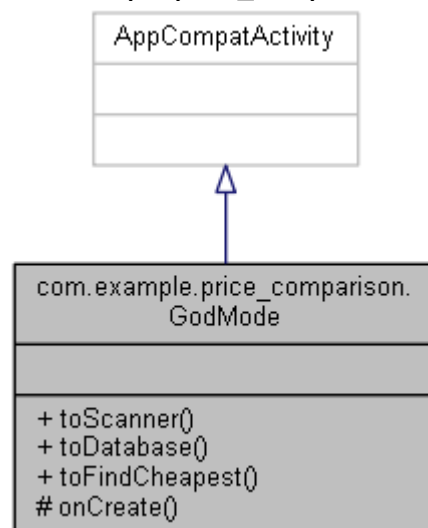 AppCompatActivity
com.example.price_comparison.
GodMode
+ toScanner()
+ toDatabase()
+ toFindCheapest()
# onCreate()